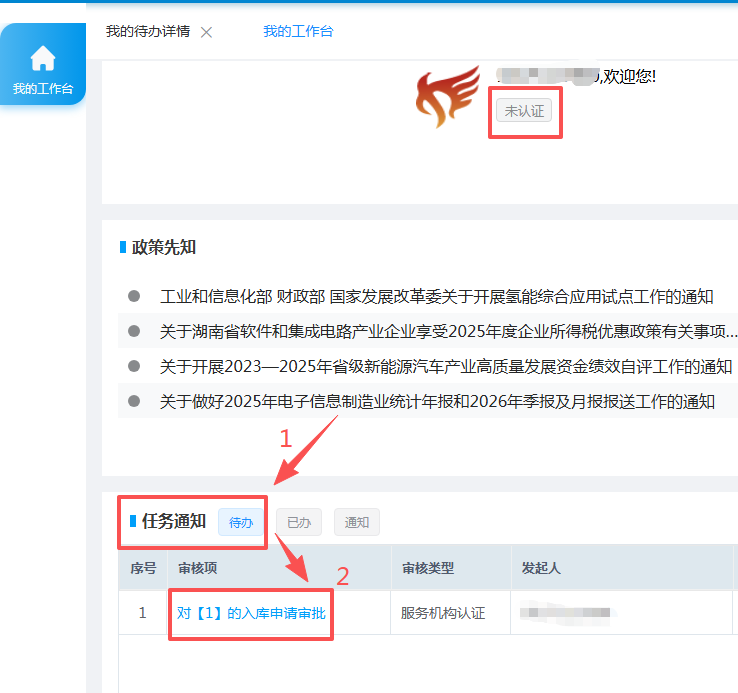 我的待办详情 我的工作台
我的工作台
,欢迎您!
未认证
政策先知
工业和信息化部 财政部 国家发展改革委关于开展氢能综合应用试点工作的通知
关于湖南省软件和集成电路产业企业享受2025年度企业所得税优惠政策有关事项...
关于开展2023—2025年省级新能源汽车产业高质量发展资金绩效自评工作的通知
关于做好2025年电子信息制造业统计年报和2026年季报及月报报送工作的通知
1
任务通知 待办 已办 通知
2
序号 审核项 审核类型 发起人
1 对【1】的入库申请审批 服务机构认证